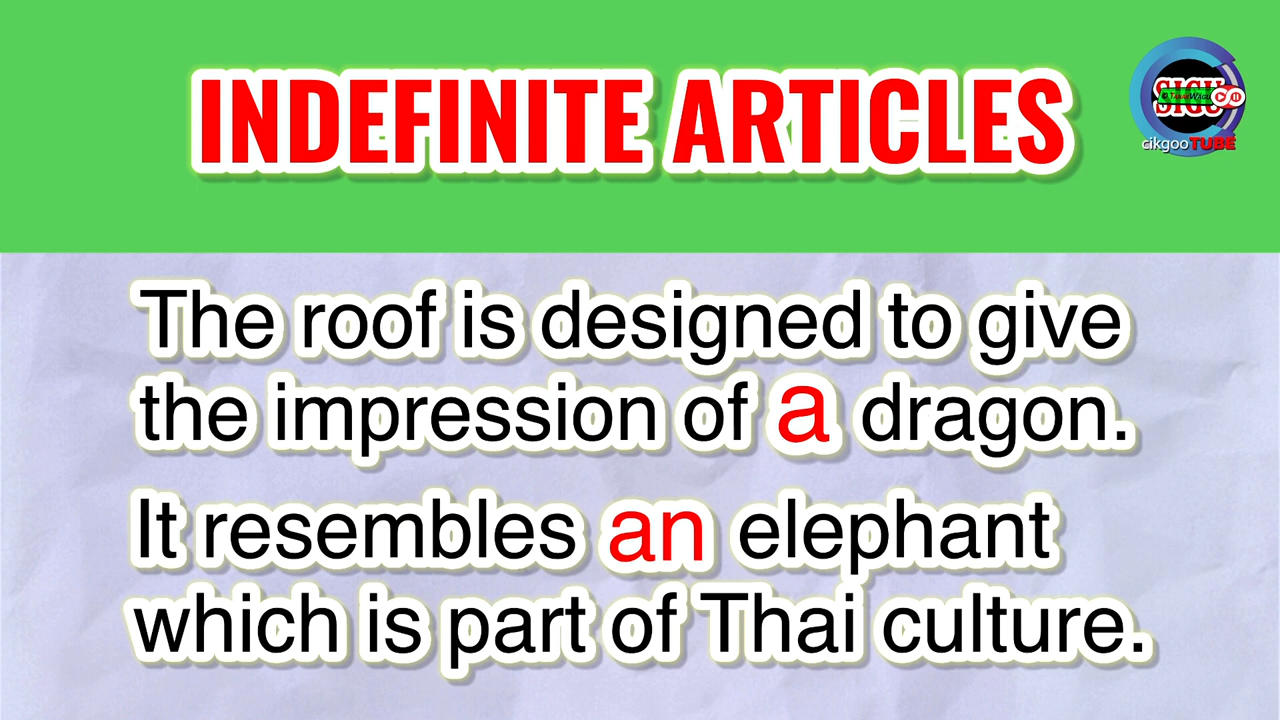 INDEFINITE ARTICLES
cikgooTUBE
The roof is designed to give
the impression of a dragon.
It resembles an elephant
which is part of Thai culture.